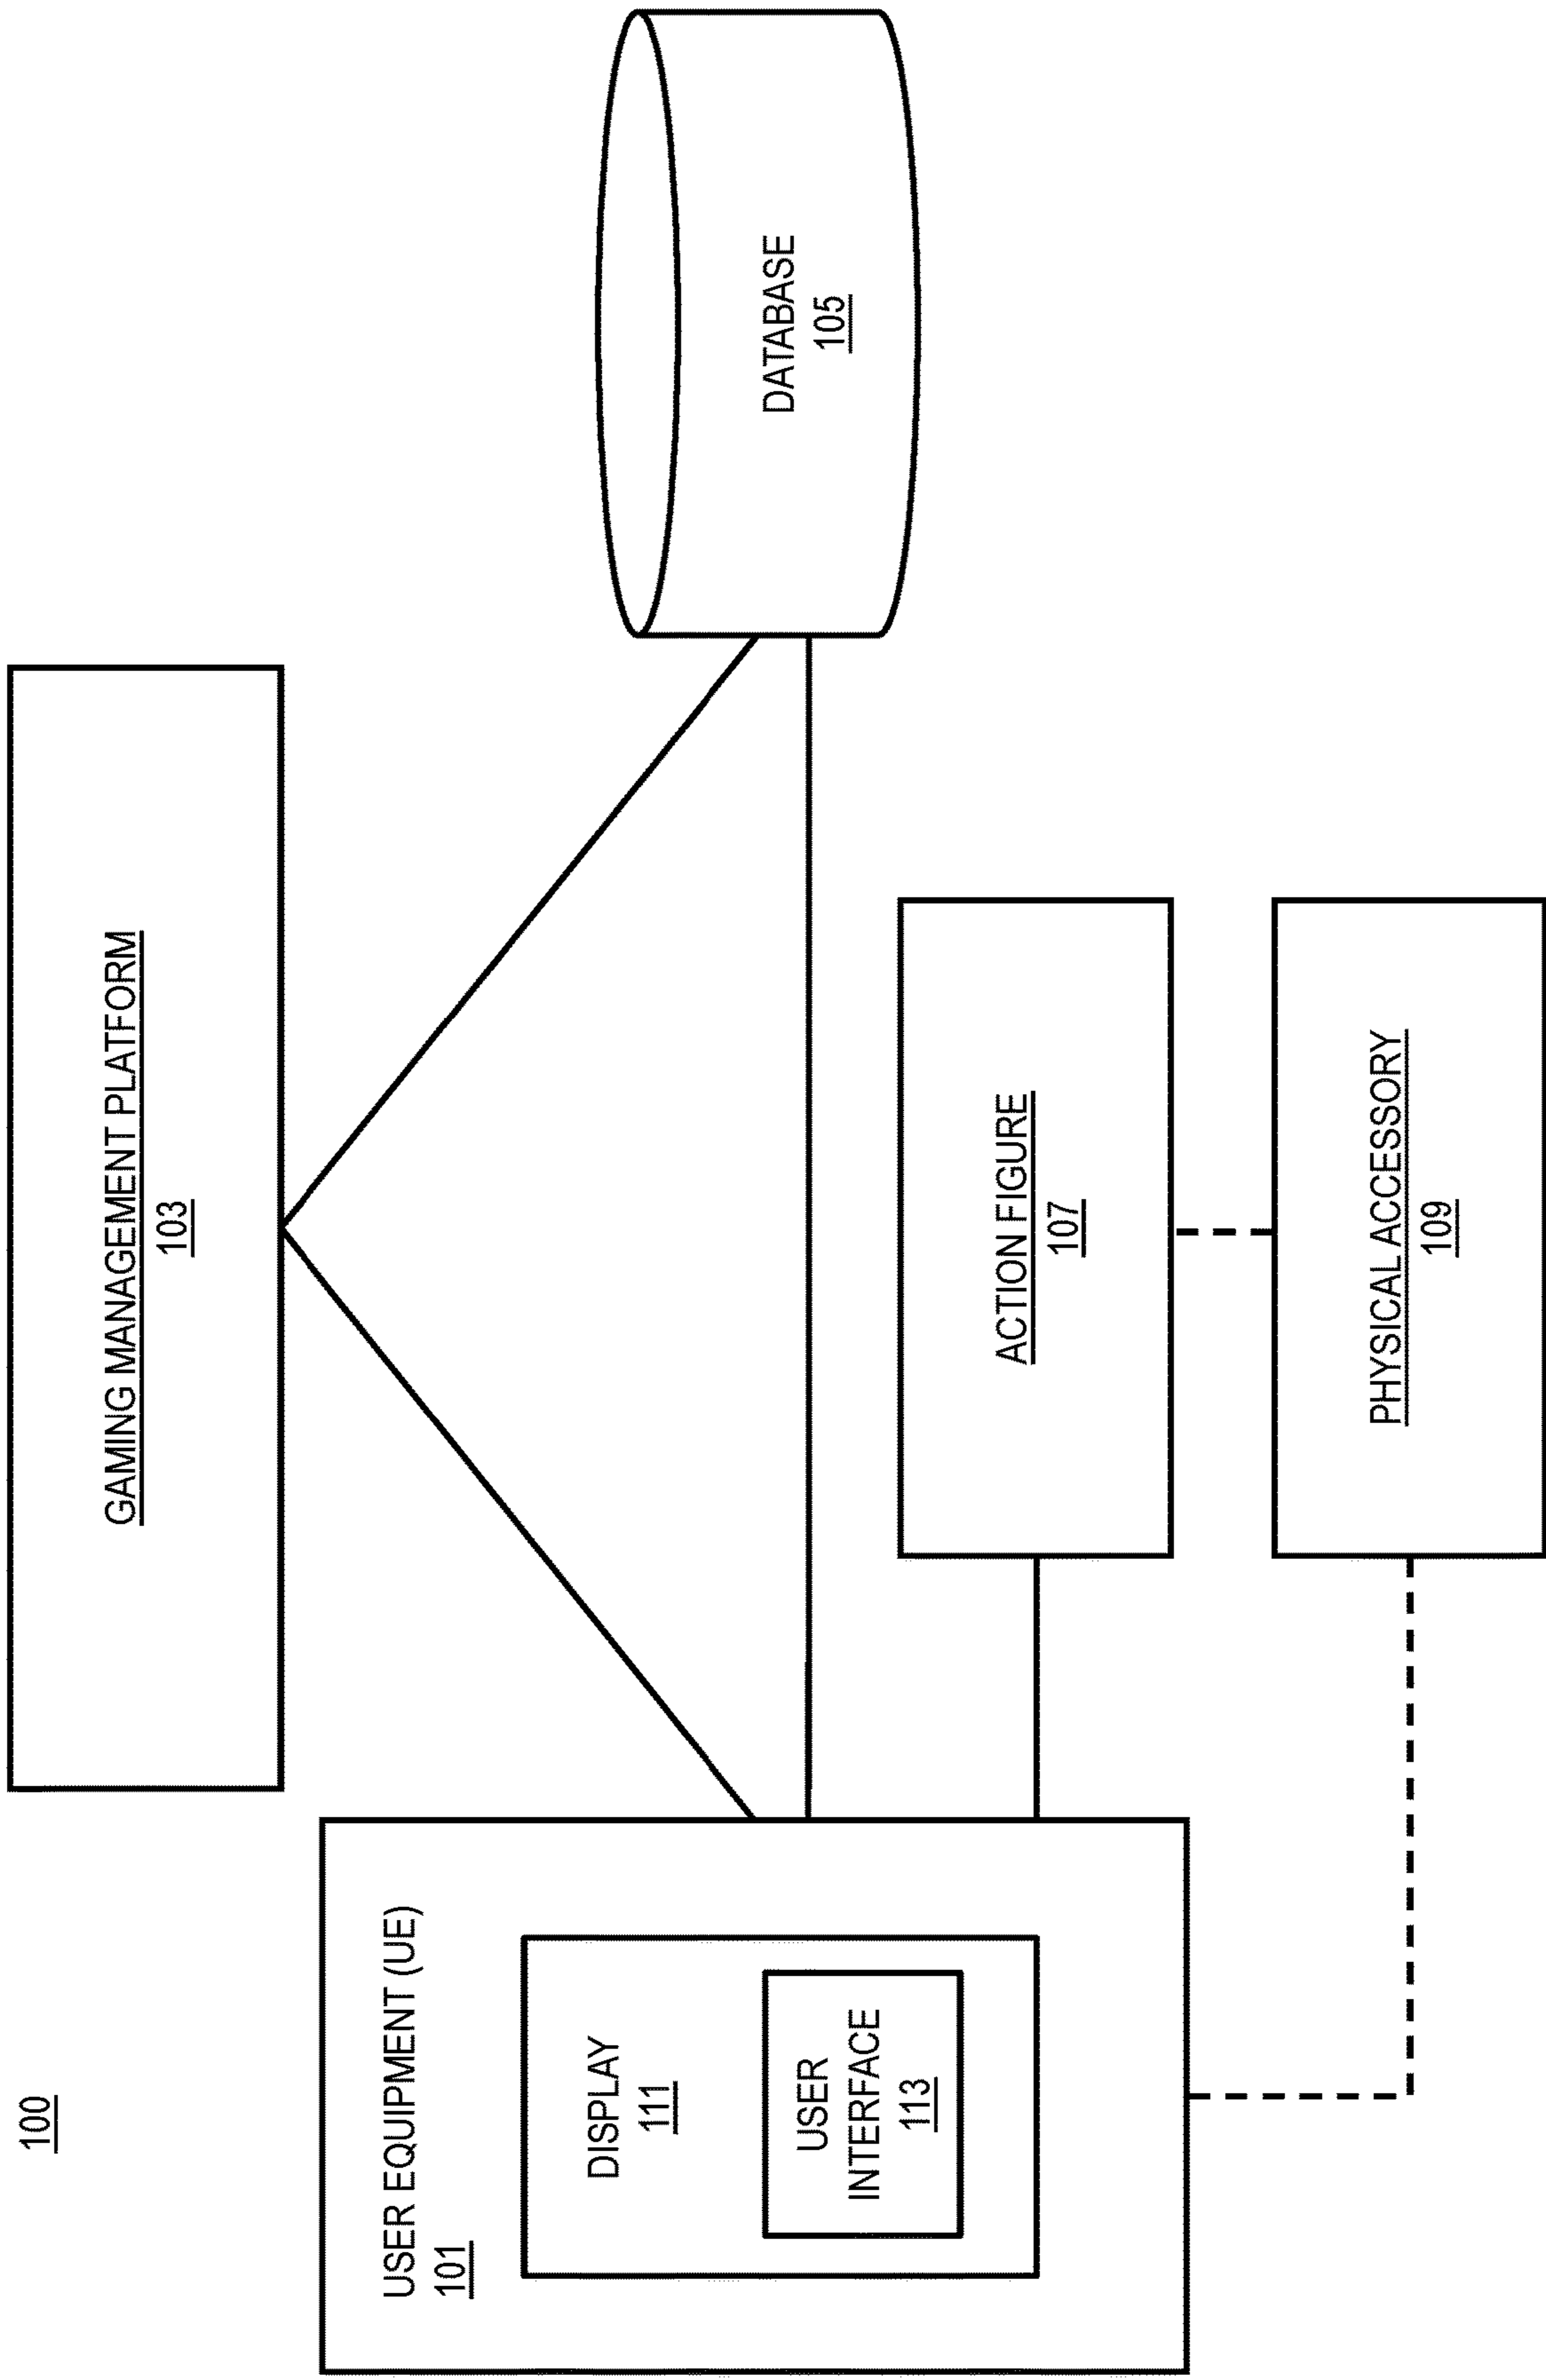 100
GAMING MANAGEMENT PLATFORM
103
USER EQUIPMENT (UE)
101
DISPLAY
111
USER
INTERFACE
113
DATABASE
105
ACTION FIGURE
107
PHYSICAL ACCESSORY
109